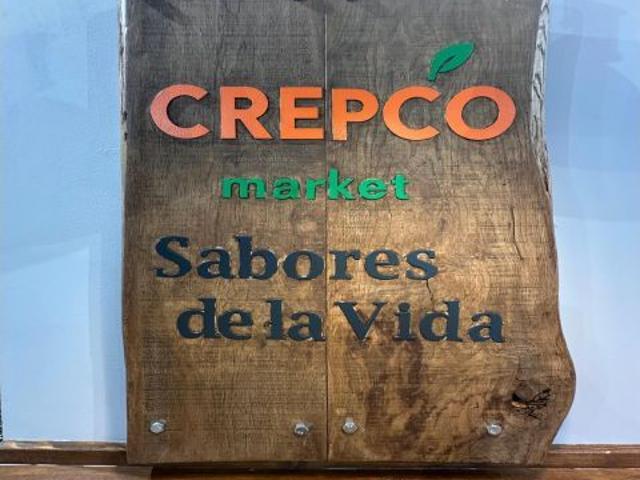 CREPCO
market
Sabores
de la Vida